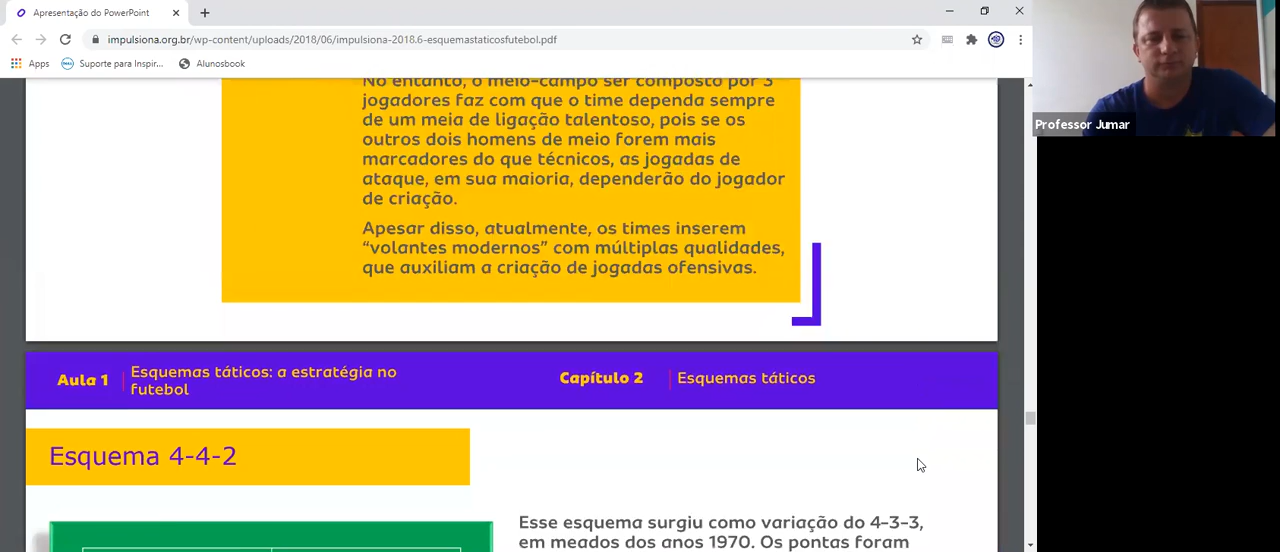 Apresentação do PowerPoint
impulsiona.org.br/wp-content/uploads/2018/06/impulsiona-2018.6-esquemastaticosfutebol.pdf
Apps
Suporte para Inspir...
Alunosbook
Professor Jumar
No entanto, o meio-campo ser composto por 3
jogadores faz com que o time dependa sempre
de um meia de ligação talentoso, pois se os
outros dois homens de meio forem mais
marcadores do que técnicos, as jogadas de
ataque, em sua maioria, dependerão do jogador
de criação.
Apesar disso, atualmente, os times inserem
“volantes modernos” com múltiplas qualidades,
que auxiliam a criação de jogadas ofensivas.
Aula 1
Esquemas táticos: a estratégia no
futebol
Capítulo 2
Esquemas táticos
Esquema 4-4-2
Esse esquema surgiu como variação do 4-3-3,
em meados dos anos 1970. Os pontas foram